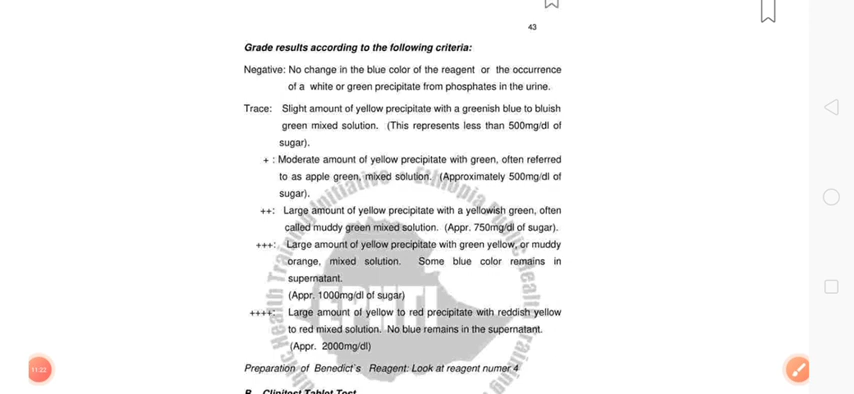 43
Grade results according to the following criteria:
Negative: No change in the blue color of the reagent or the occurrence
of a white or green precipitate from phosphates in the urine.
Trace: Slight amount of yellow precipitate with a greenish blue to bluish
green mixed solution. (This represents less than 500mg/dl of
sugar).
+ : Moderate amount of yellow precipitate with green, often referred
to as apple green, mixed solution. (Approximately 500mg/dl of
sugar).
++: Large amount of yellow precipitate with a yellowish green, often
called muddy green mixed solution. (Appr. 750mg/dl of sugar).
+++: Large amount of yellow precipitate with green yellow, or muddy
orange, mixed solution. Some blue color remains in
supernatant.
(Appr. 1000mg/dl of sugar)
++++: Large amount of yellow to red precipitate with reddish yellow
to red mixed solution. No blue remains in the supernatant.
(Appr. 2000mg/dl)
Preparation of Benedict's Reagent: Look at reagent numer 4
B. Clinitest Tablet Test
11:22
EPHTI